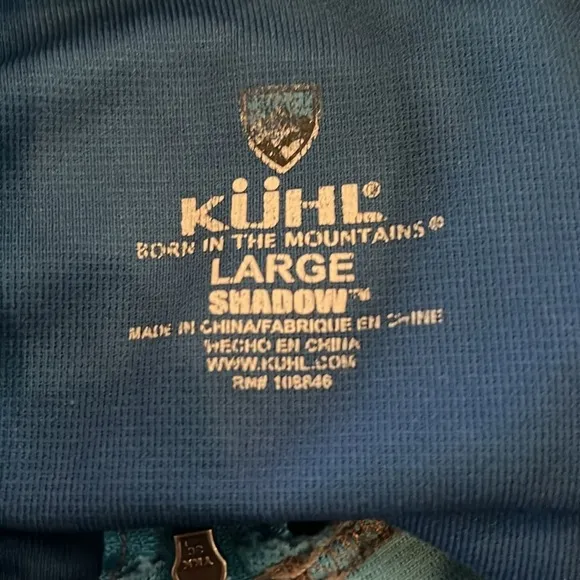 KÜHL®
BORN IN THE MOUNTAINS®
LARGE
SHADOW™
MADE IN CHINA/FABRIQUE EN CHINE
HECHO EN CHINA
WWW.KUHL.COM
RN# 108846
YKK